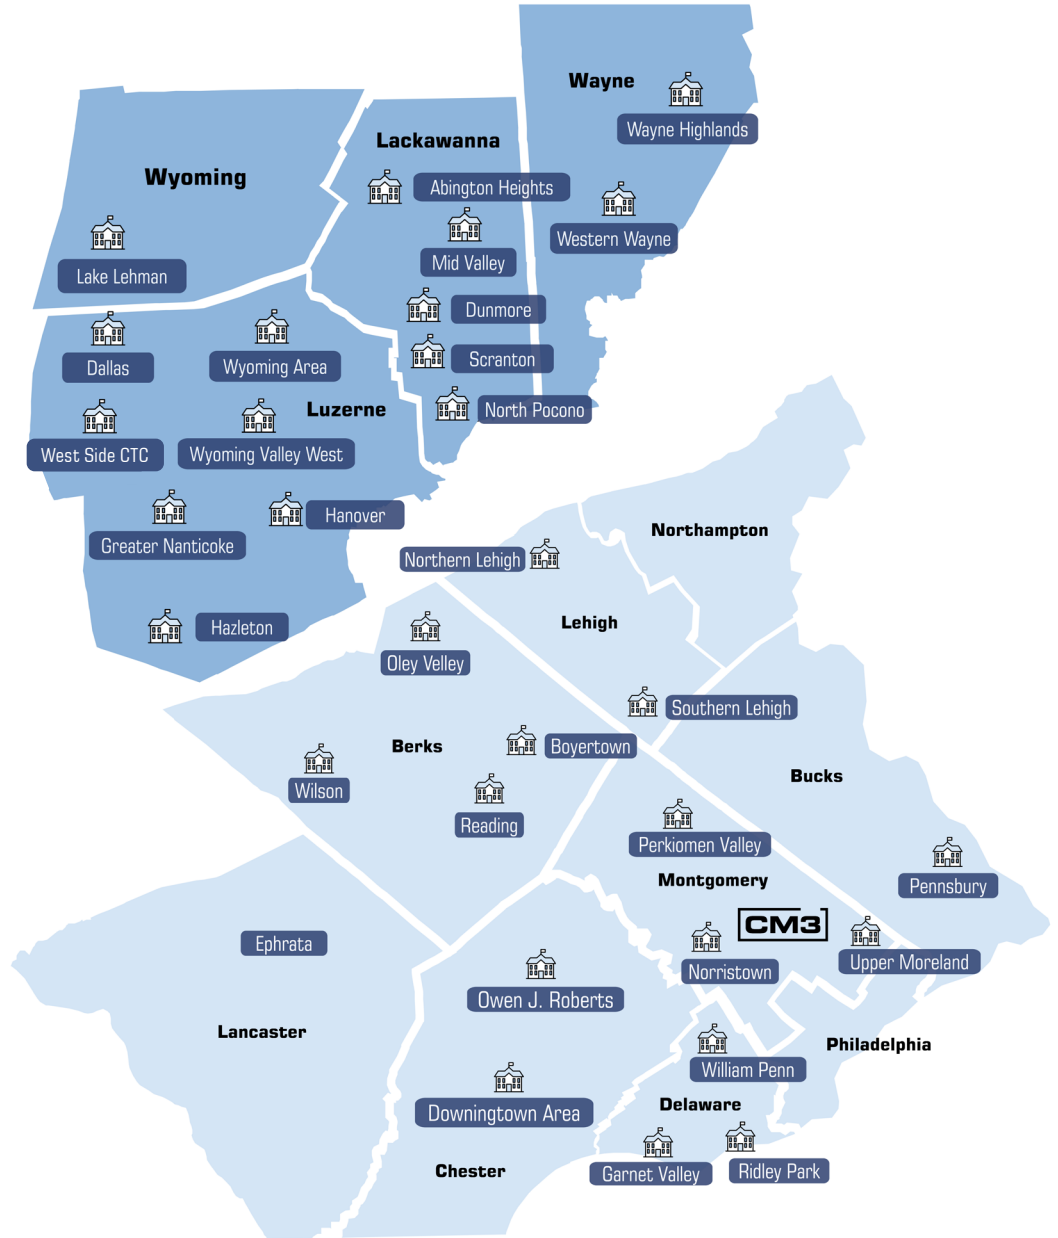 Wayne
Wayne Highlands
Lackawanna
Wyoming
Abington Heights
Western Wayne
Mid Valley
Lake Lehman
Dunmore
Dallas
Wyoming Area
Scranton
Luzerne
North Pocono
West Side CTC
Wyoming Valley West
Hanover
Greater Nanticoke
Northampton
Northern Lehigh
Lehigh
Hazleton
Oley Velley
Southern Lehigh
Berks
Boyertown
Bucks
Wilson
Reading
Perkiomen Valley
Montgomery
Pennsbury
CM3
Ephrata
Upper Moreland
Norristown
Owen J. Roberts
Lancaster
Philadelphia
William Penn
Delaware
Downingtown Area
Chester
Garnet Valley
Ridley Park